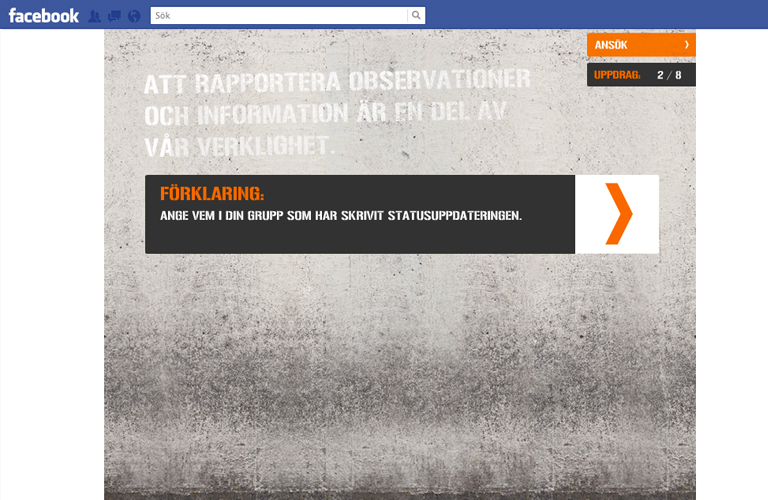 facebook
Sök
ANSÖK
UPPDRAG: 2 / 8
ATT RAPPORTERA OBSERVATIONER
OCH INFORMATION ÄR EN DEL AV
VÅR VERKLIGHET.
FÖRKLARING:
ANGE VEM I DIN GRUPP SOM HAR SKRIVIT STATUSUPPDATERINGEN.